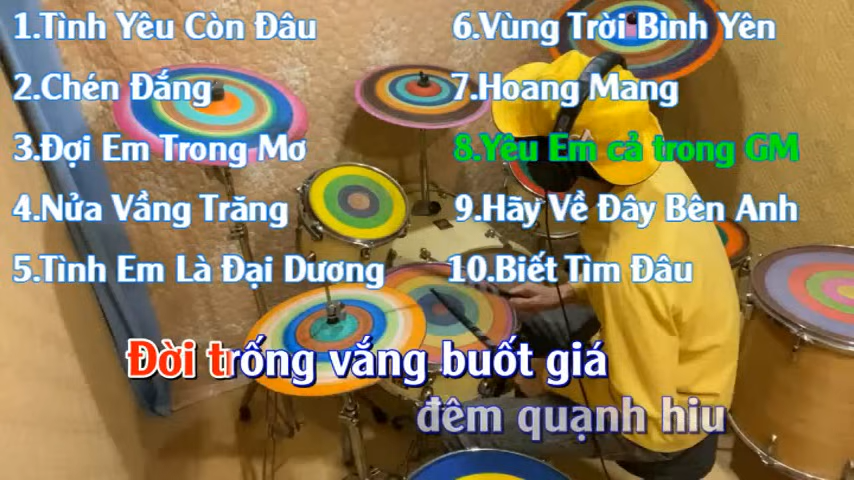 1.Tình Yêu Còn Đâu
2.Chén Đắng
3.Đợi Em Trong Mơ
4.Nửa Vầng Trăng
5.Tình Em Là Đại Dương
6.Vùng Trời Bình Yên
7.Hoang Mang
8.Yêu Em cả trong GM
9.Hãy Về Đây Bên Anh
10.Biết Tìm Đâu
Đời trống vắng buốt giá
đêm quạnh hiu